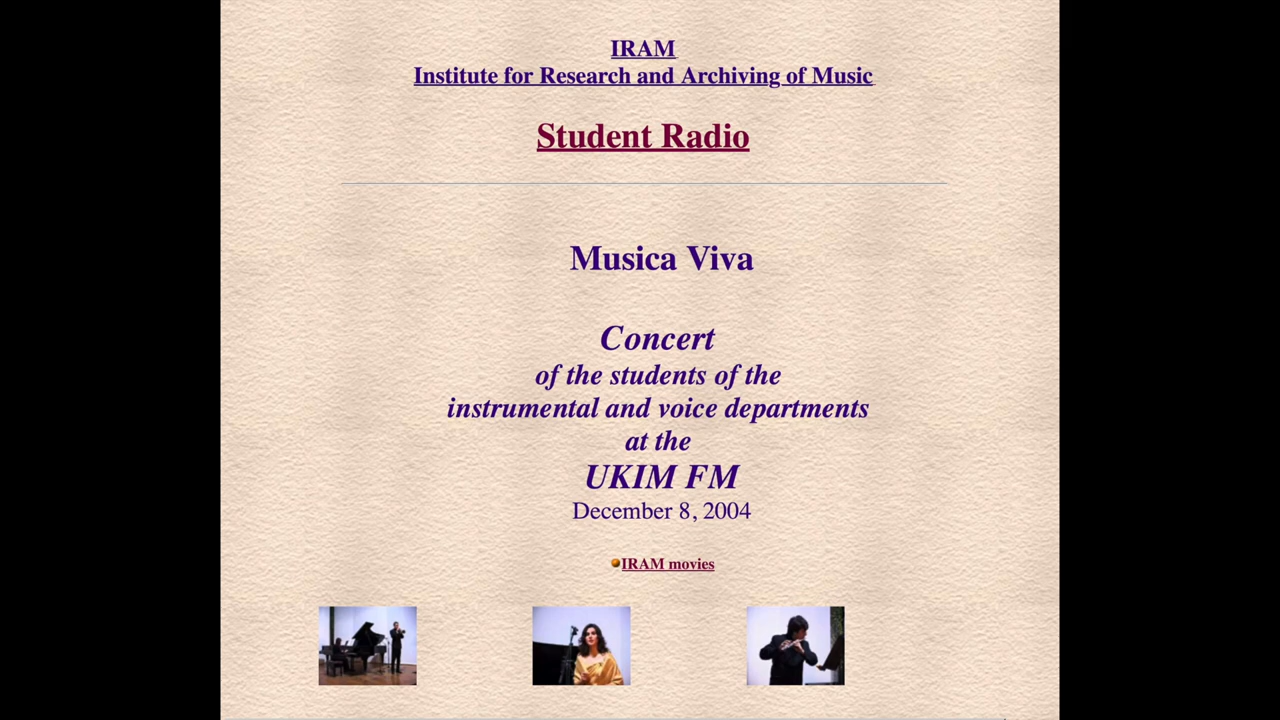 IRAM
Institute for Research and Archiving of Music
Student Radio
Musica Viva
Concert
of the students of the
instrumental and voice departments
at the
UKIM FM
December 8, 2004
IRAM movies